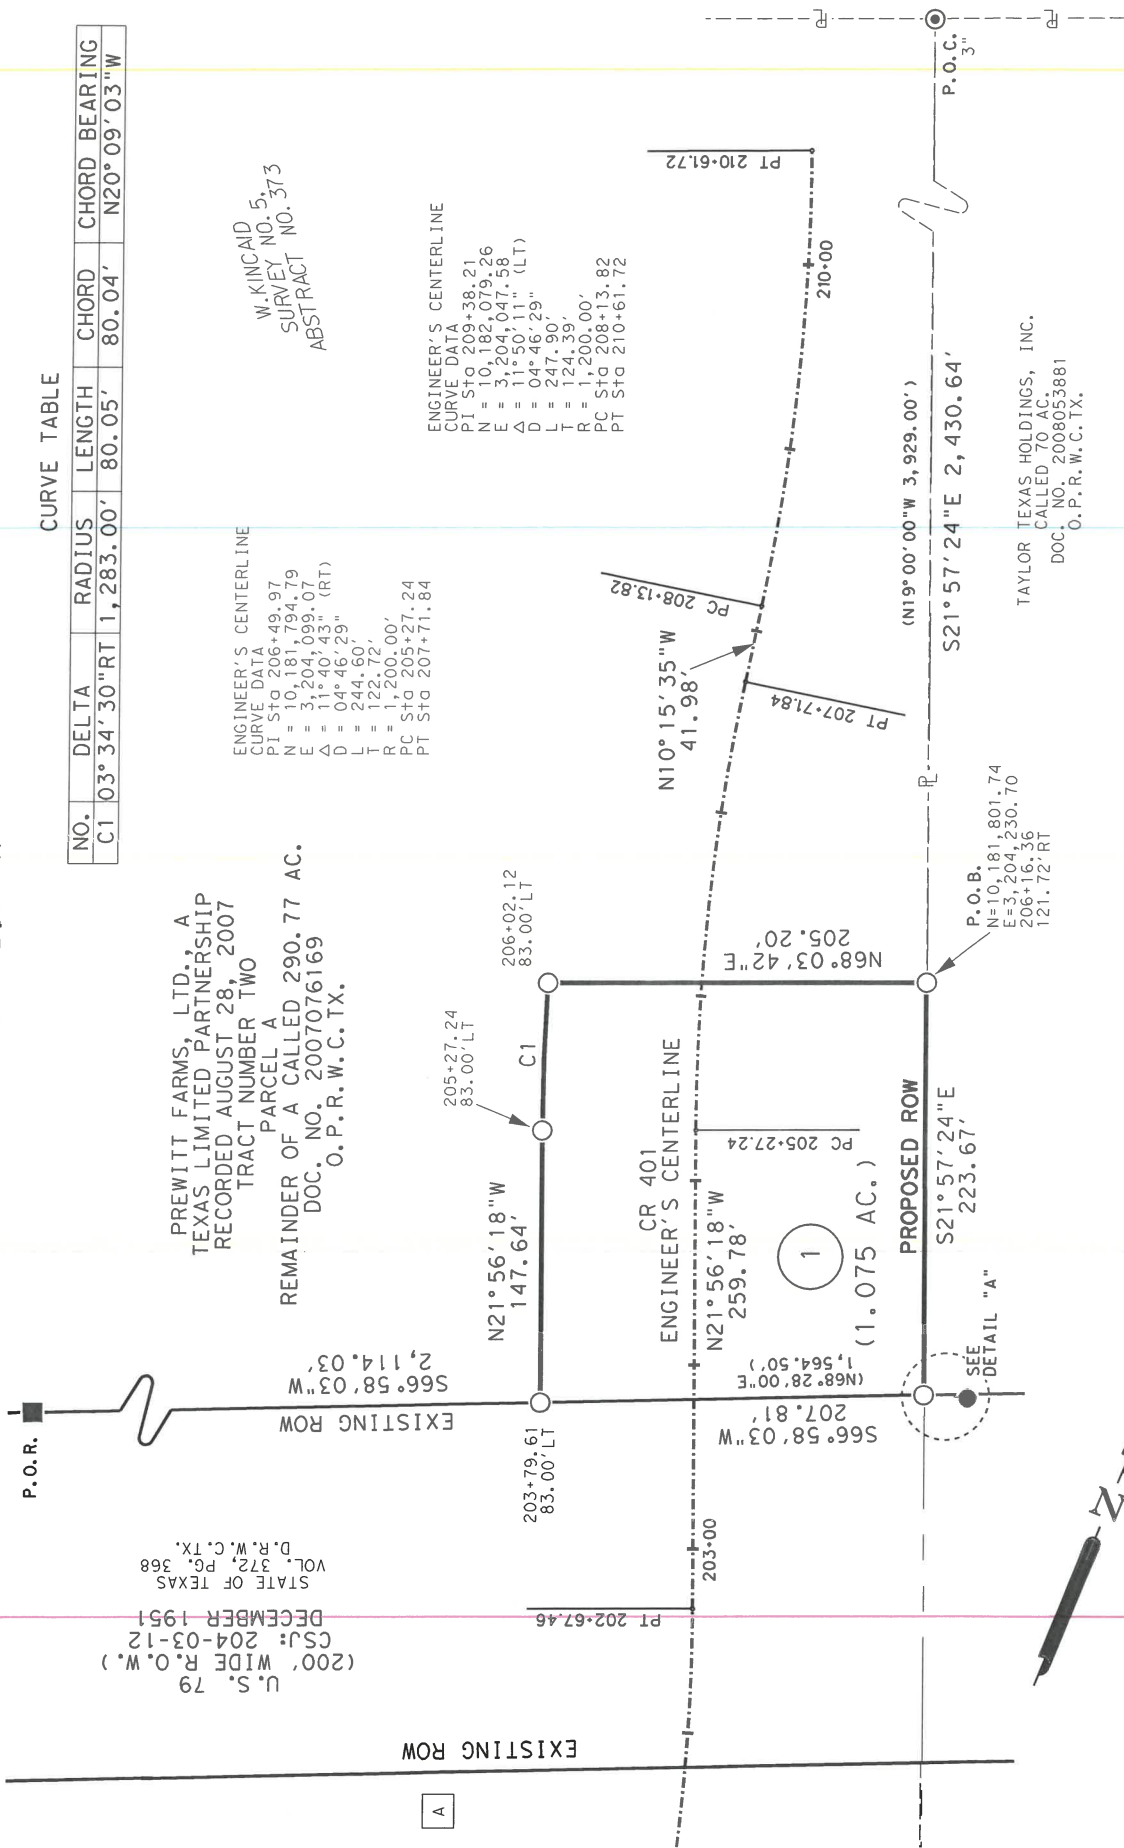 CURVE TABLE
NO. DELTA RADIUS LENGTH CHORD CHORD BEARING
C1 03°34'30"RT 1,283.00' 80.05' 80.04' N20°09'03"W
W.KINCAID
SURVEY NO. 5,
ABSTRACT NO. 373
ENGINEER'S CENTERLINE
CURVE DATA
PI Sta 206+49.97
N = 10,181,794.79
E = 3,204,099.07
Δ = 11°40'43" (RT)
D = 04°46'29"
L = 244.60'
T = 122.72'
R = 1,200.00'
PC Sta 205+27.24
PT Sta 207+71.84
ENGINEER'S CENTERLINE
CURVE DATA
PI Sta 209+38.21
N = 10,182,079.26
E = 3,204,047.58
Δ = 11°50'11" (LT)
D = 04°46'29"
L = 247.90'
T = 124.39'
R = 1,200.00'
PC Sta 208+13.82
PT Sta 210+61.72
PREWITT FARMS, LTD., A
TEXAS LIMITED PARTNERSHIP
RECORDED AUGUST 28, 2007
TRACT NUMBER TWO
PARCEL A
REMAINDER OF A CALLED 290.77 AC.
DOC. NO. 2007076169
O.P.R.W.C.TX.
P.O.R.
S66°58'03"W
2,114.03'
EXISTING ROW
U.S. 79
(200' WIDE R.O.W.)
CSJ: 204-03-12
DECEMBER 1951
STATE OF TEXAS
VOL. 372, PG. 368
D.R.W.C.TX.
EXISTING ROW
A
203+79.61
83.00'LT
205+27.24
83.00'LT
206+02.12
83.00'LT
N21°56'18"W
147.64'
C1
CR 401
ENGINEER'S CENTERLINE
N21°56'18"W
259.78'
PT 202+67.46
203+00
PC 205+27.24
PT 207+71.84
N10°15'35"W
41.98'
PC 208+13.82
210+00
PT 210+61.72
N68°03'42"E
205.20'
(N68°28'00"E
1,564.50')
S66°58'03"W
207.81'
1
(1.075 AC.)
PROPOSED ROW
S21°57'24"E
223.67'
SEE
DETAIL "A"
P.O.B.
N=10,181,801.74
E=3,204,230.70
206+16.36
121.72'RT
PL
(N19°00'00"W 3,929.00')
S21°57'24"E 2,430.64'
TAYLOR TEXAS HOLDINGS, INC.
CALLED 70 AC.
DOC. NO. 2008053881
O.P.R.W.C.TX.
P.O.C.
3"
PL
PL
N